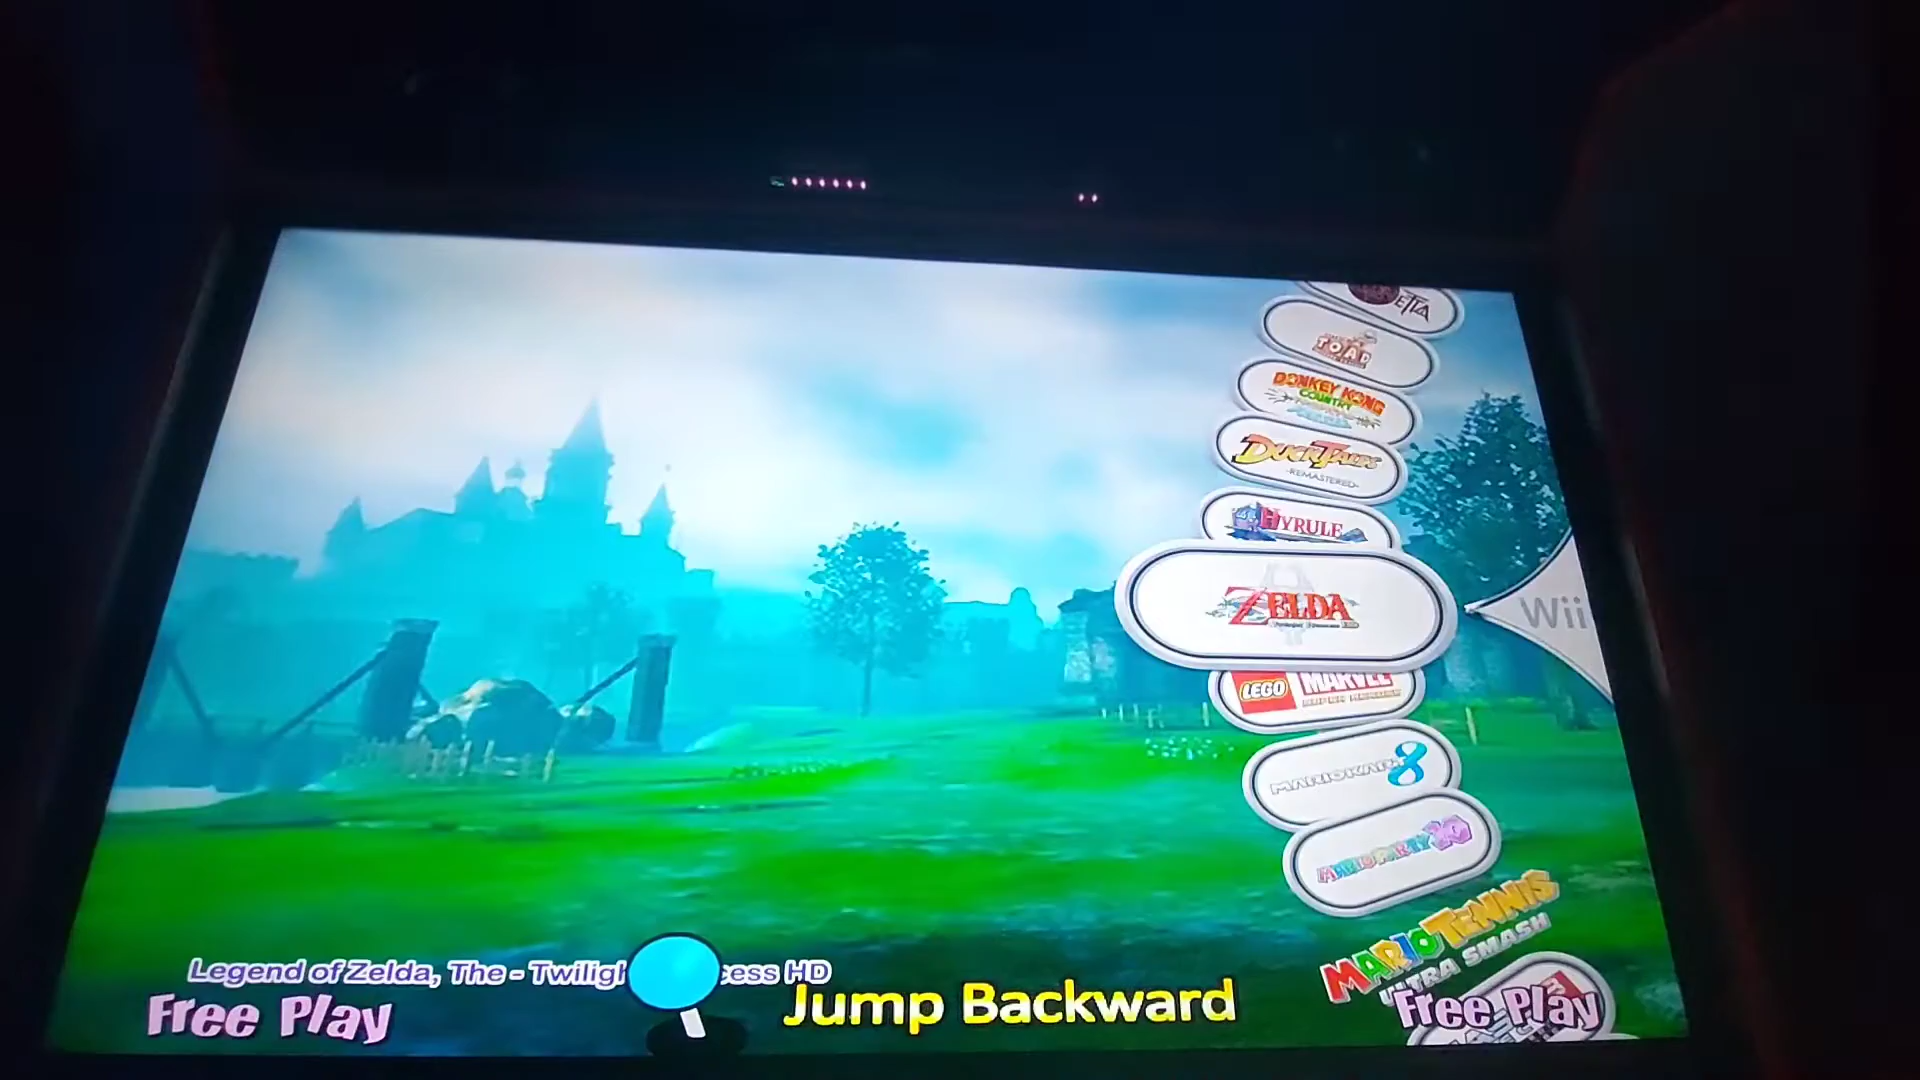 TOAD
DONKEY KONG
COUNTRY
DUCKTALES
-REMASTERED-
HYRULE
ZELDA
Wii
LEGO MARVEL
MARIOKART 8
MARIO PARTY 10
MARIO TENNIS
ULTRA SMASH
Legend of Zelda, The - Twilig cess HD
Free Play
Jump Backward
Free Play